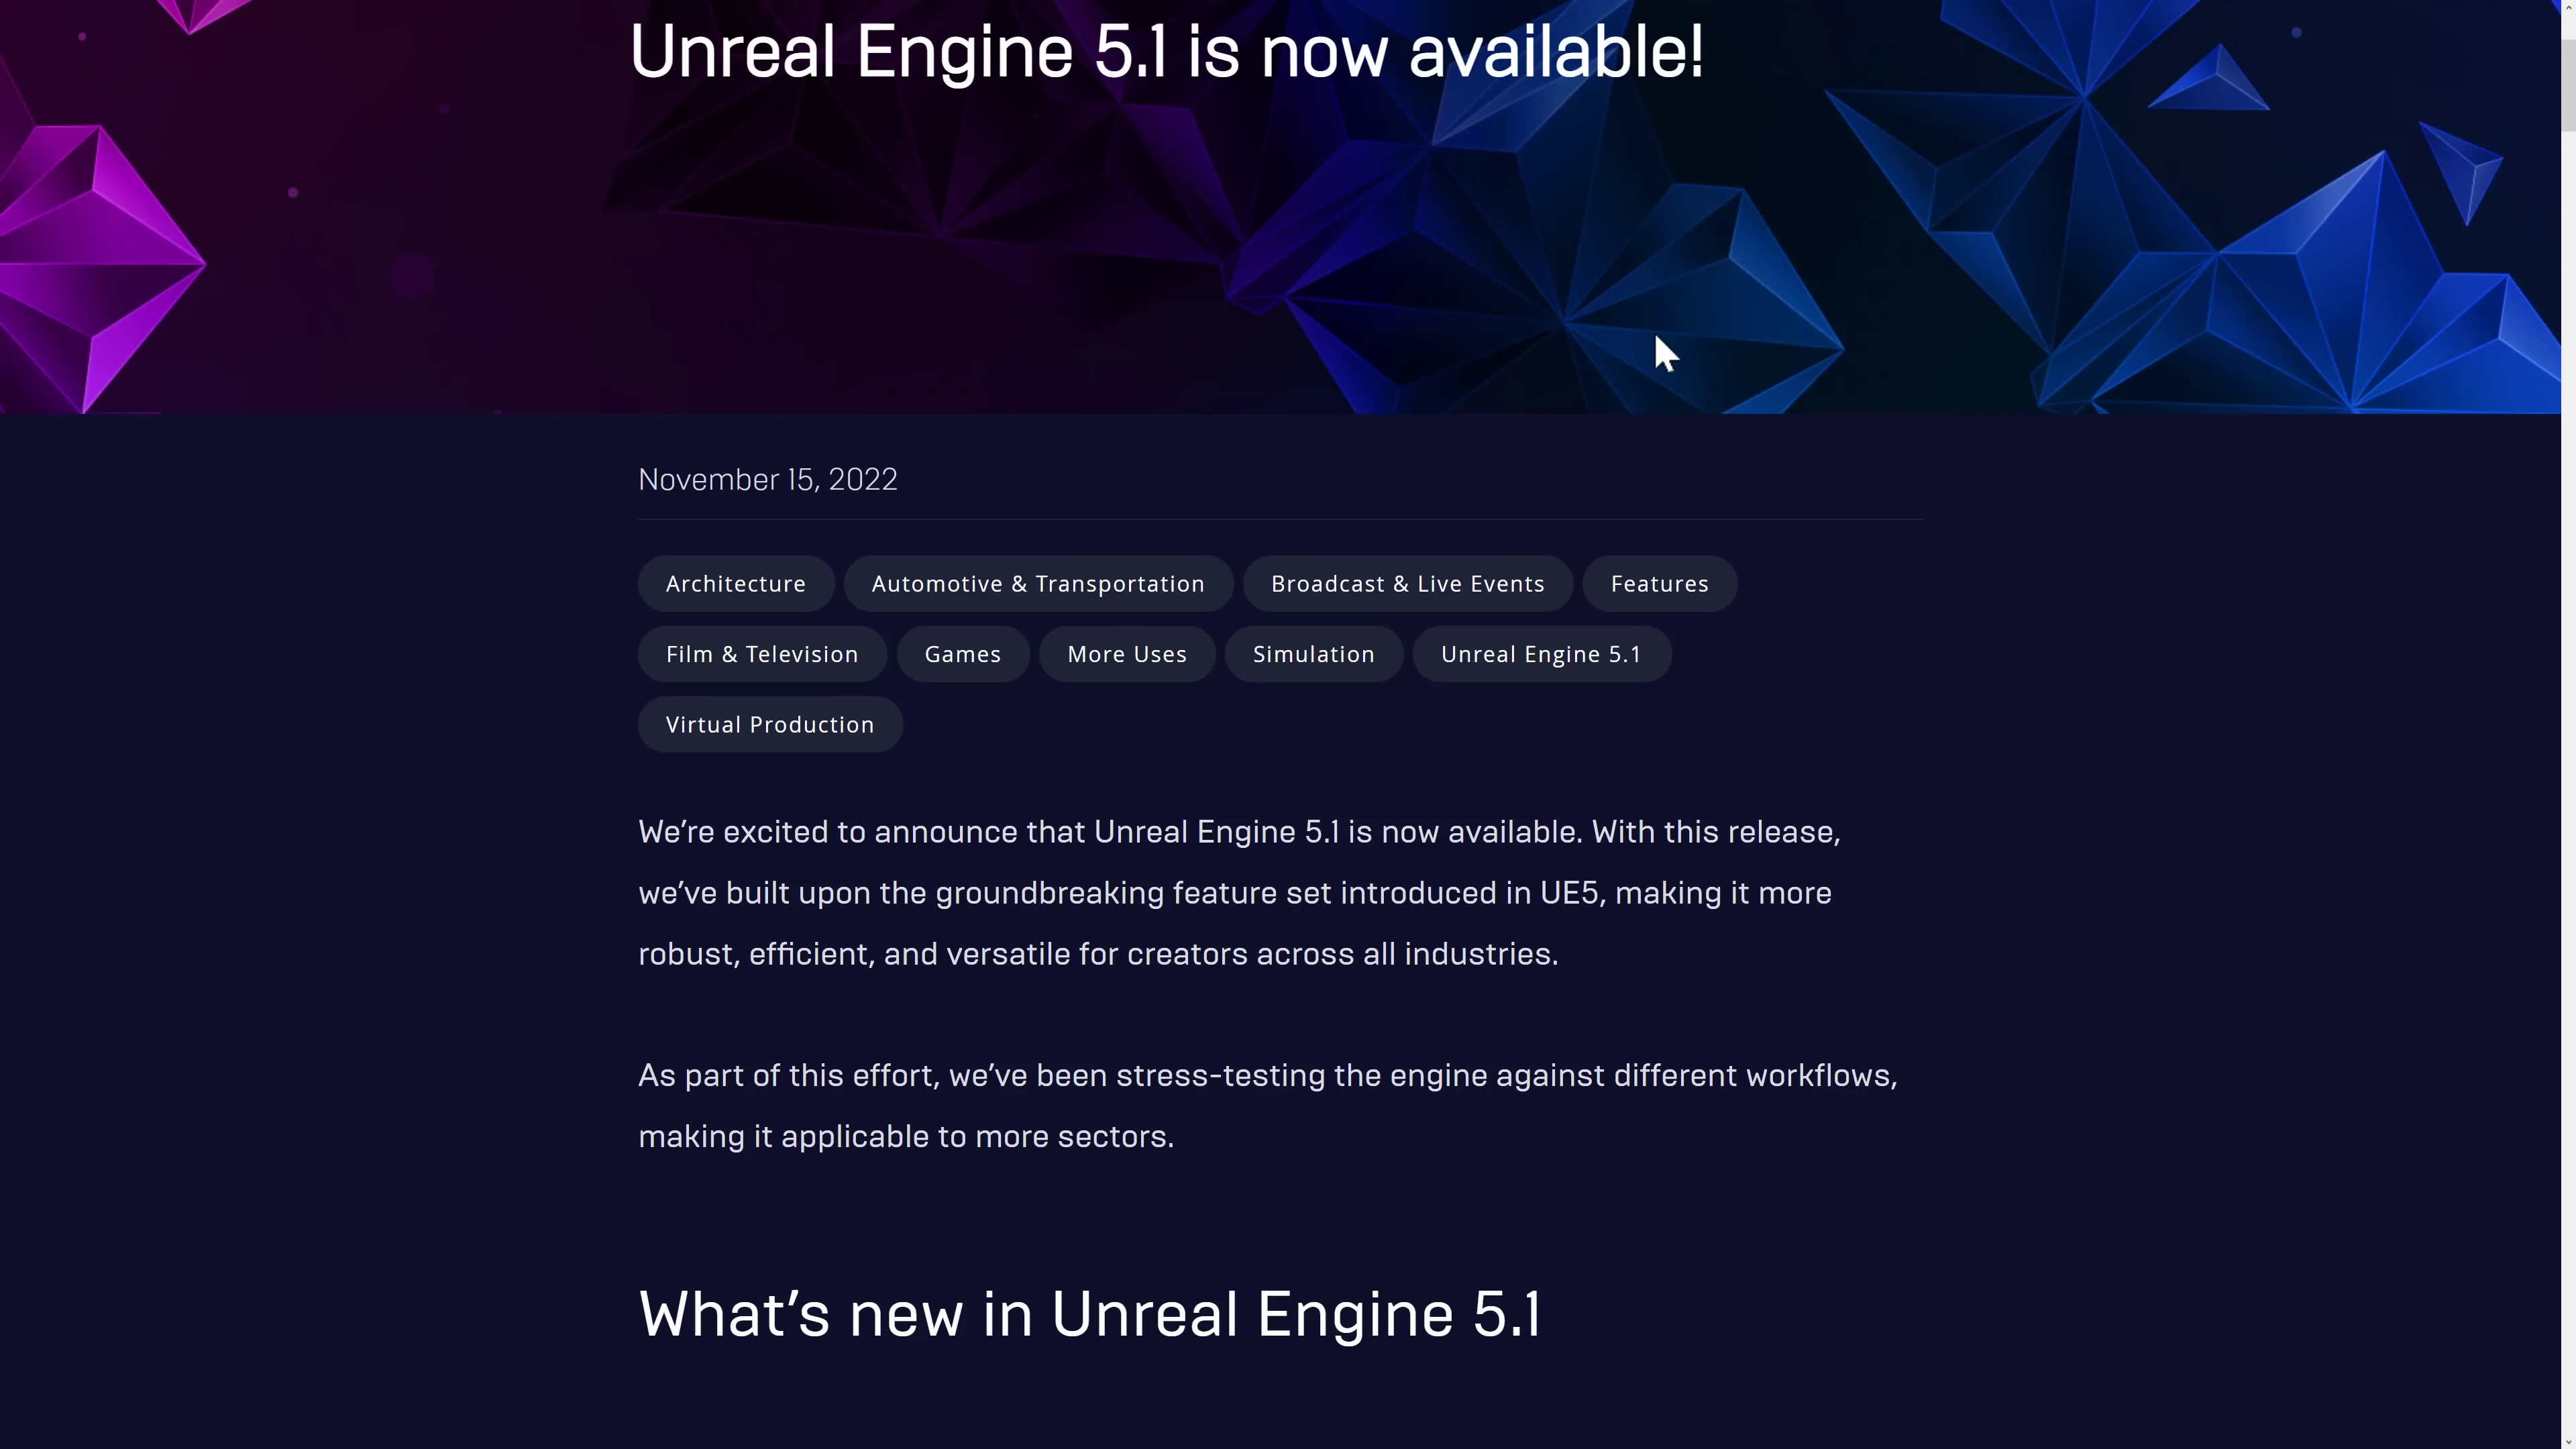 Unreal Engine 5.1 is now available!
November 15, 2022
Architecture Automotive & Transportation Broadcast & Live Events Features
Film & Television Games More Uses Simulation Unreal Engine 5.1
Virtual Production
We’re excited to announce that Unreal Engine 5.1 is now available. With this release,
we’ve built upon the groundbreaking feature set introduced in UE5, making it more
robust, efficient, and versatile for creators across all industries.
As part of this effort, we’ve been stress-testing the engine against different workflows,
making it applicable to more sectors.
What’s new in Unreal Engine 5.1